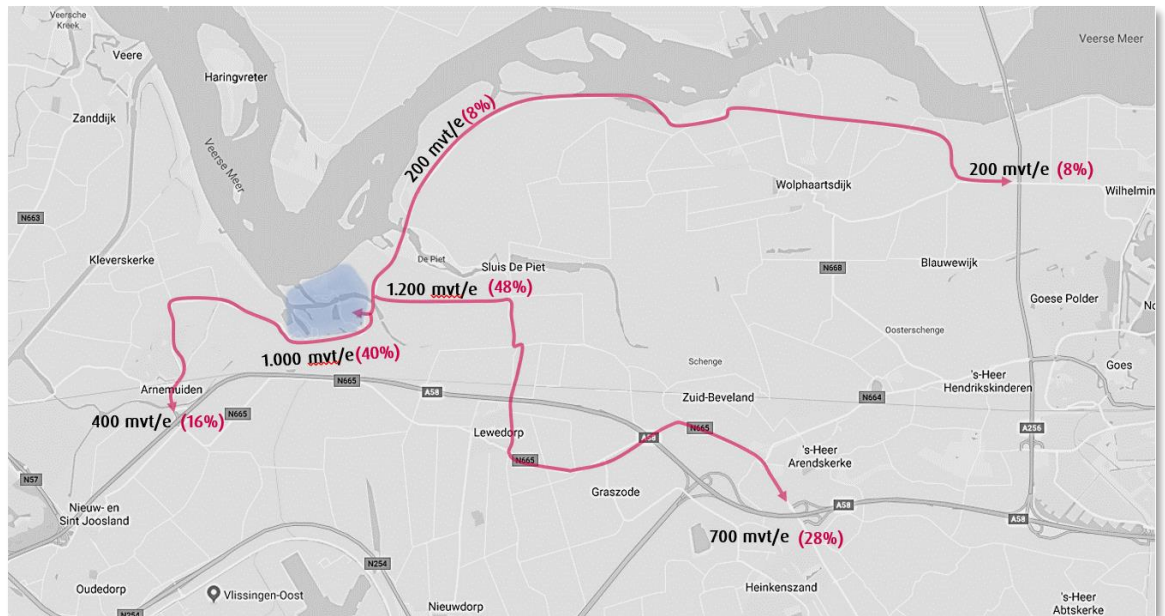 Veersche
Kreek
Veere
Haringvreter
Veerse Meer
Zanddijk
Veerse Meer
200 mvt/e (8%)
200 mvt/e (8%)
Wolphaartsdijk
Wilhelmin
N663
Kleverskerke
De Piet
Sluis De Piet
N668
Blauwewijk
1.200 mvt/e (48%)
Goese Polder
No
Oosterschenge
1.000 mvt/e (40%)
Schenge
Goes
's-Heer
Hendrikskinderen
N665
Arnemuiden
A58
Zuid-Beveland
N664
400 mvt/e (16%)
N665
Lewedorp
A58
N665
A256
's-Heer
Arendskerke
N665
N57
Graszode
Nieuw- en
Sint Joosland
A58
A58
700 mvt/e (28%)
N254
Heinkenszand
Oudedorp
Vlissingen-Oost
's-Heer
Abtskerke
N254
Nieuwdorp